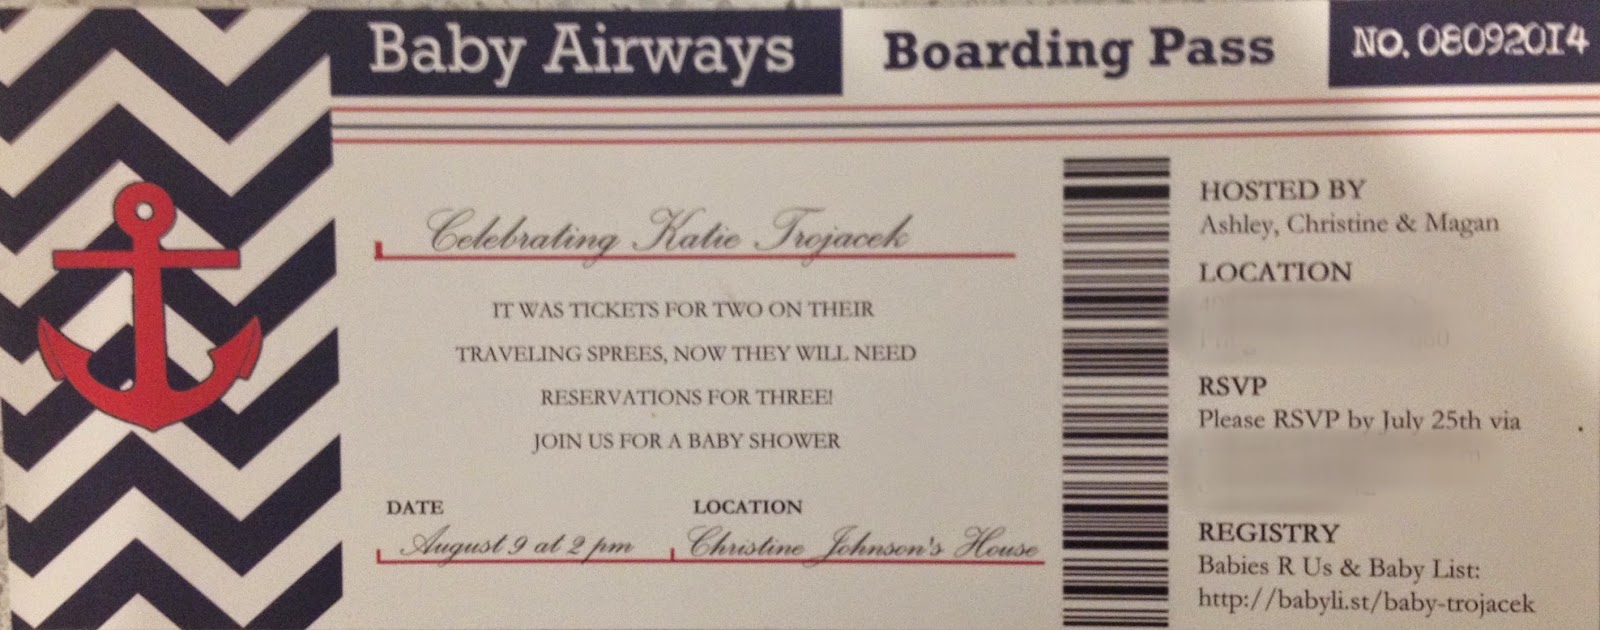 Baby Airways
Boarding Pass
NO. 08092014
Celebrating Katie Trojacek
IT WAS TICKETS FOR TWO ON THEIR
TRAVELING SPREES, NOW THEY WILL NEED
RESERVATIONS FOR THREE!
JOIN US FOR A BABY SHOWER
DATE
August 9 at 2 pm
LOCATION
Christine Johnson's House
HOSTED BY
Ashley, Christine & Magan
LOCATION
RSVP
Please RSVP by July 25th via
REGISTRY
Babies R Us & Baby List:
http://babyli.st/baby-trojacek